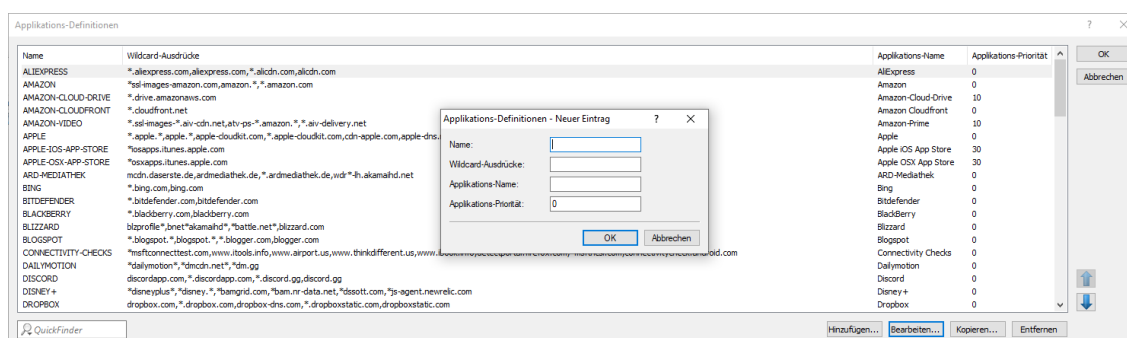 Applikations-Definitionen ? ×
Name Wildcard-Ausdrücke Applikations-Name Applikations-Priorität OK
ALIEXPRESS *.aliexpress.com,aliexpress.com,*.alicdn.com,alicdn.com AliExpress 0 Abbrechen
AMAZON *ssl-images-amazon.com,amazon.*,*.amazon.com Amazon 0
AMAZON-CLOUD-DRIVE *.drive.amazonaws.com Amazon-Cloud-Drive 10
AMAZON-CLOUDFRONT *.cloudfront.net Amazon Cloudfront 0
AMAZON-VIDEO *.ssl-images-*.aiv-cdn.net,atv-ps-*.amazon.*,*.aiv-delivery.net Amazon-Prime 10
APPLE *.apple.*,apple.*,apple-cloudkit.com,*.apple-cloudkit.com,cdn-apple.com,apple-dns. Apple 0
APPLE-IOS-APP-STORE *iosapps.itunes.apple.com Apple iOS App Store 30
APPLE-OSX-APP-STORE *osxapps.itunes.apple.com Apple OSX App Store 30
ARD-MEDIATHEK mcdn.daserste.de,ardmediathek.de,*.ardmediathek.de,wdr*-lh.akamaihd.net ARD-Mediathek 0
BING *.bing.com,bing.com Bing 0
BITDEFENDER *.bitdefender.com,bitdefender.com Bitdefender 0
BLACKBERRY *.blackberry.com,blackberry.com BlackBerry 0
BLIZZARD blzprofile*,bnet*akamaihd*,*battle.net*,blizzard.com Blizzard 0
BLOGSPOT *.blogspot.*,blogspot.*,*.blogger.com,blogger.com Blogspot 0
CONNECTIVITY-CHECKS *msftconnecttest.com,www.itools.info,www.airport.us,www.thinkdifferent.us,www. Connectivity Checks 0
DAILYMOTION *dailymotion*,*dmcdn.net*,*dm.gg Dailymotion 0
DISCORD discordapp.com,*.discordapp.com,*.discord.gg,discord.gg Discord 0
DISNEY+ *disneyplus*,*disney.*,*bamgrid.com,*bam.nr-data.net,*dssott.com,*js-agent.newrelic.com Disney+ 0
DROPBOX dropbox.com,*.dropbox.com,dropbox-dns.com,*.dropboxstatic.com,dropboxstatic.com Dropbox 0
Applikations-Definitionen - Neuer Eintrag ? ×
Name:
Wildcard-Ausdrücke:
Applikations-Name:
Applikations-Priorität: 0
OK Abbrechen
QuickFinder Hinzufügen... Bearbeiten... Kopieren... Entfernen